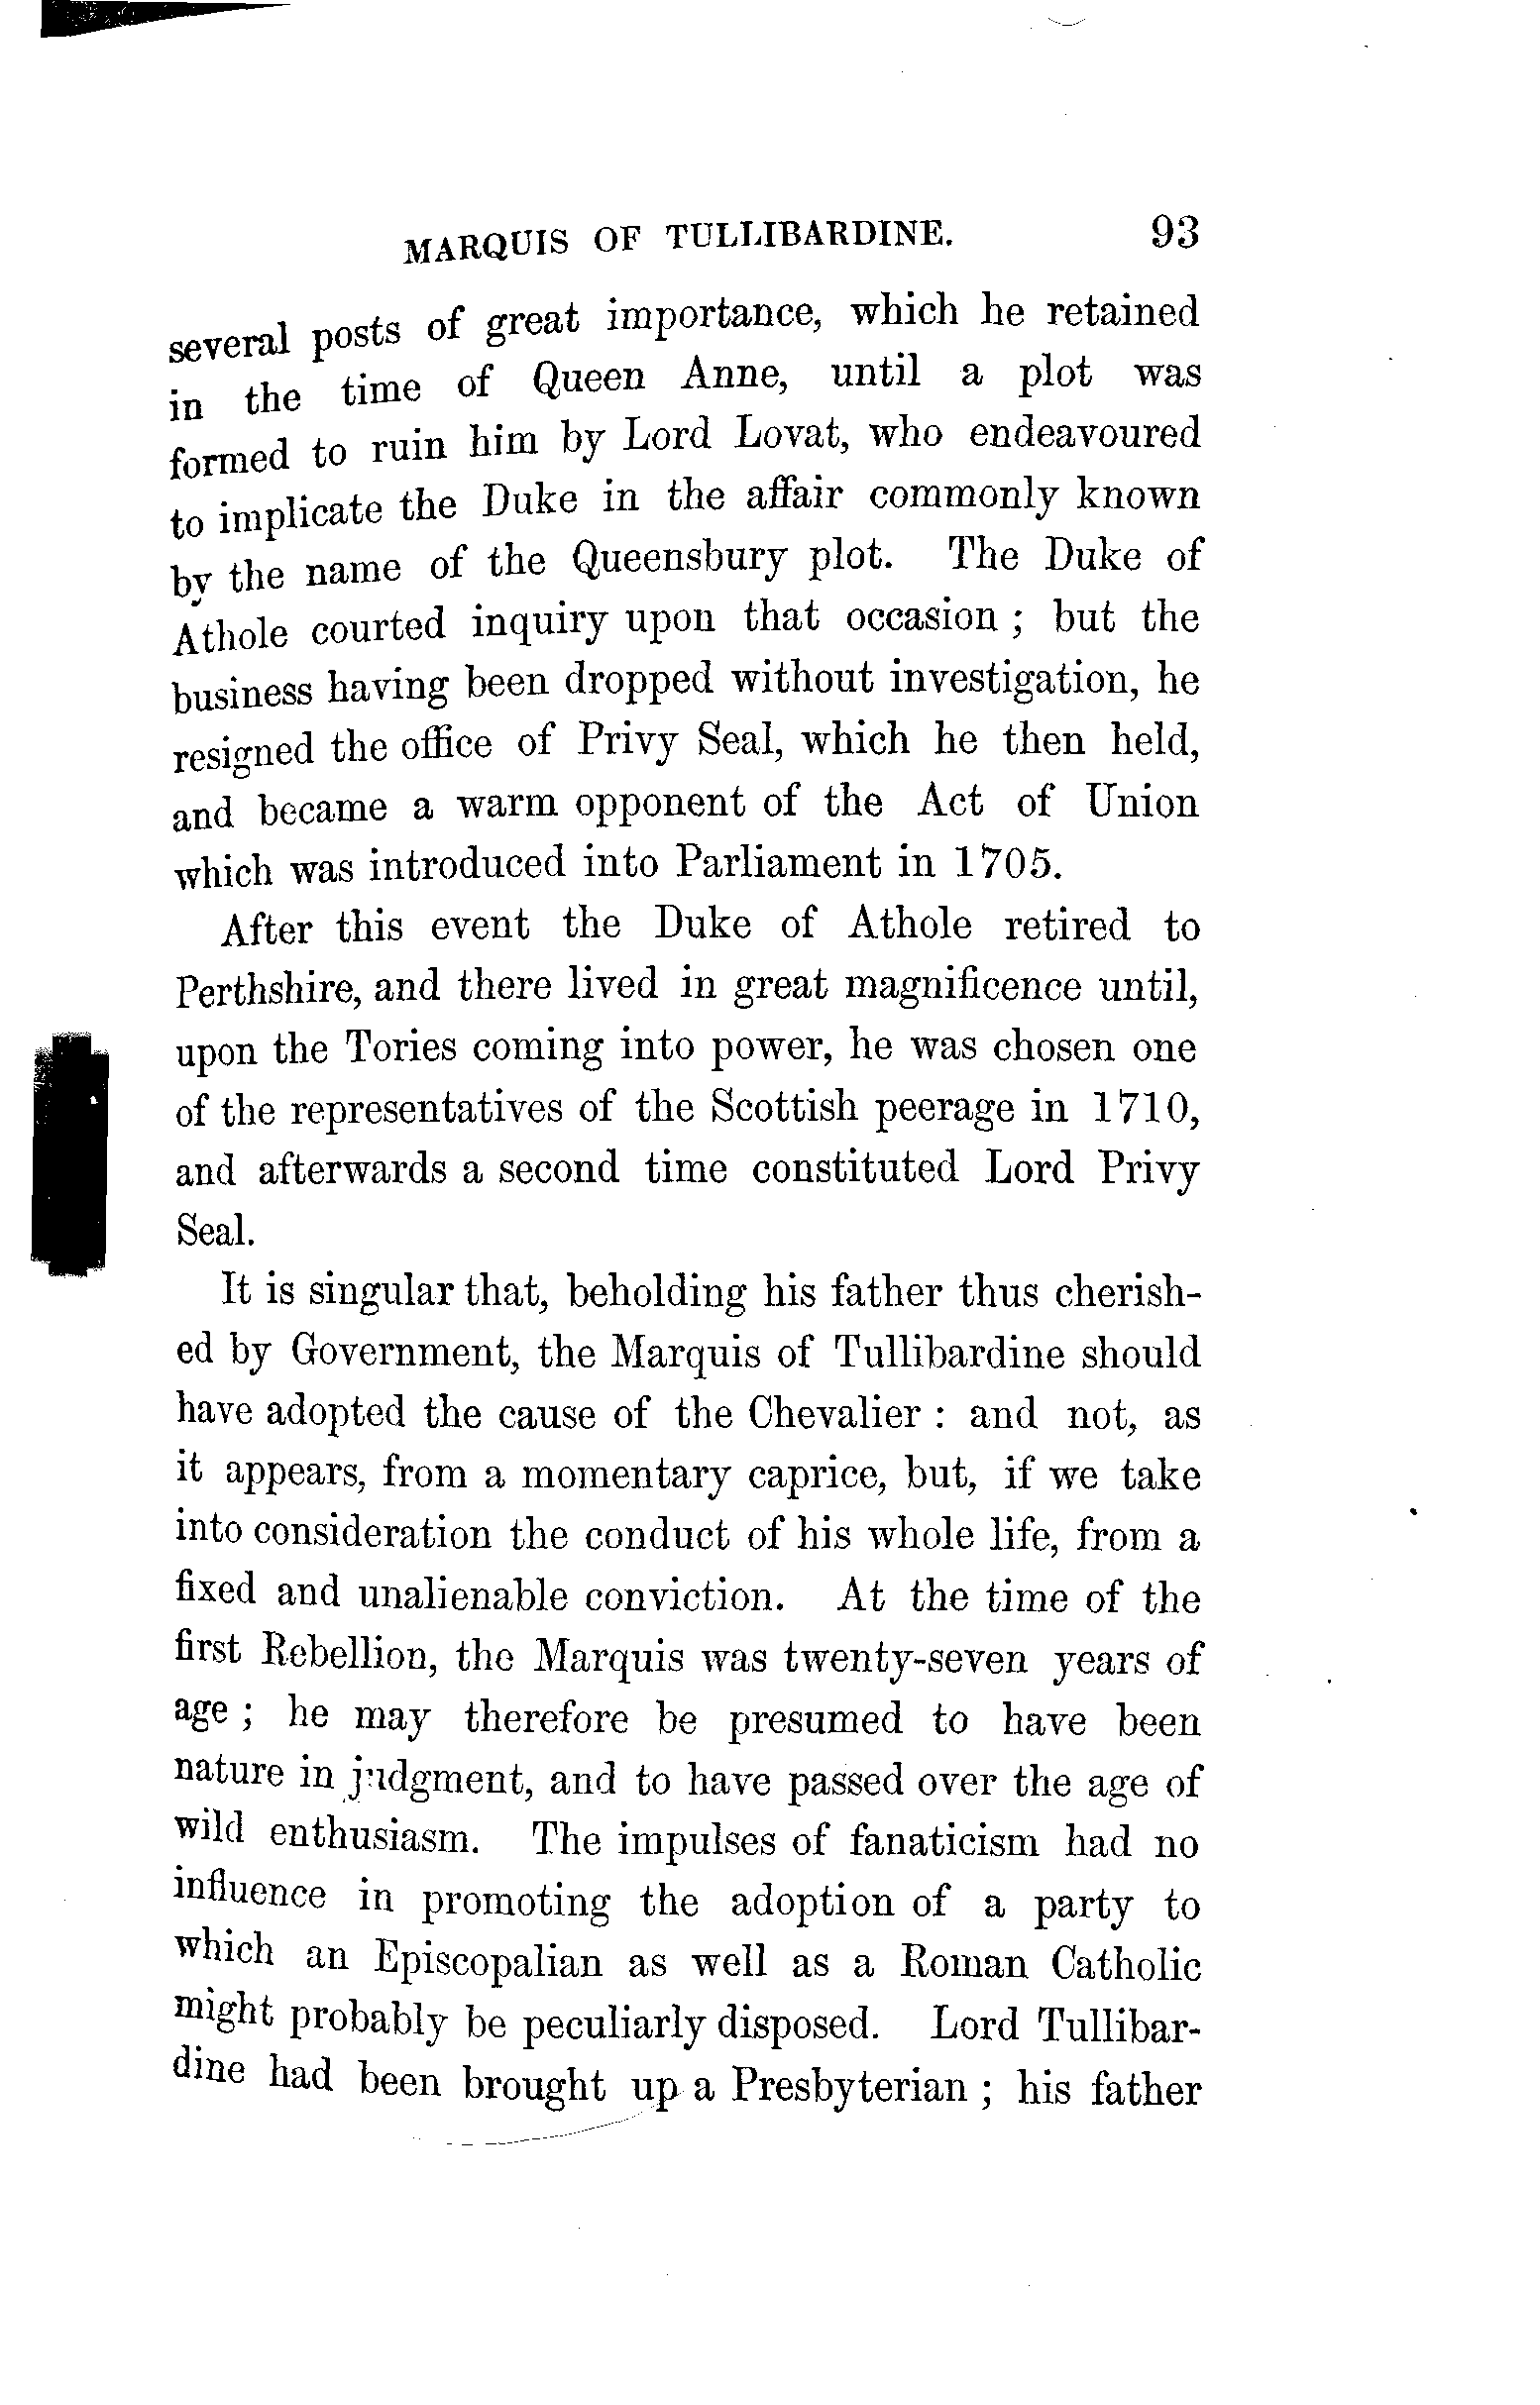 MARQUIS OF TULLIBARDINE. 93
several posts of great importance, which he retained
in the time of Queen Anne, until a plot was
formed to ruin him by Lord Lovat, who endeavoured
to implicate the Duke in the affair commonly known
by the name of the Queensbury plot. The Duke of
Athole courted inquiry upon that occasion ; but the
business having been dropped without investigation, he
resigned the office of Privy Seal, which he then held,
and became a warm opponent of the Act of Union
which was introduced into Parliament in 1705.
After this event the Duke of Athole retired to
Perthshire, and there lived in great magnificence until,
upon the Tories coming into power, he was chosen one
of the representatives of the Scottish peerage in 1710,
and afterwards a second time constituted Lord Privy
Seal.
It is singular that, beholding his father thus cherish-
ed by Government, the Marquis of Tullibardine should
have adopted the cause of the Chevalier : and not, as
it appears, from a momentary caprice, but, if we take
into consideration the conduct of his whole life, from a
fixed and unalienable conviction. At the time of the
first Rebellion, the Marquis was twenty-seven years of
age ; he may therefore be presumed to have been
nature in judgment, and to have passed over the age of
wild enthusiasm. The impulses of fanaticism had no
influence in promoting the adoption of a party to
which an Episcopalian as well as a Roman Catholic
might probably be peculiarly disposed. Lord Tullibar-
dine had been brought up a Presbyterian ; his father